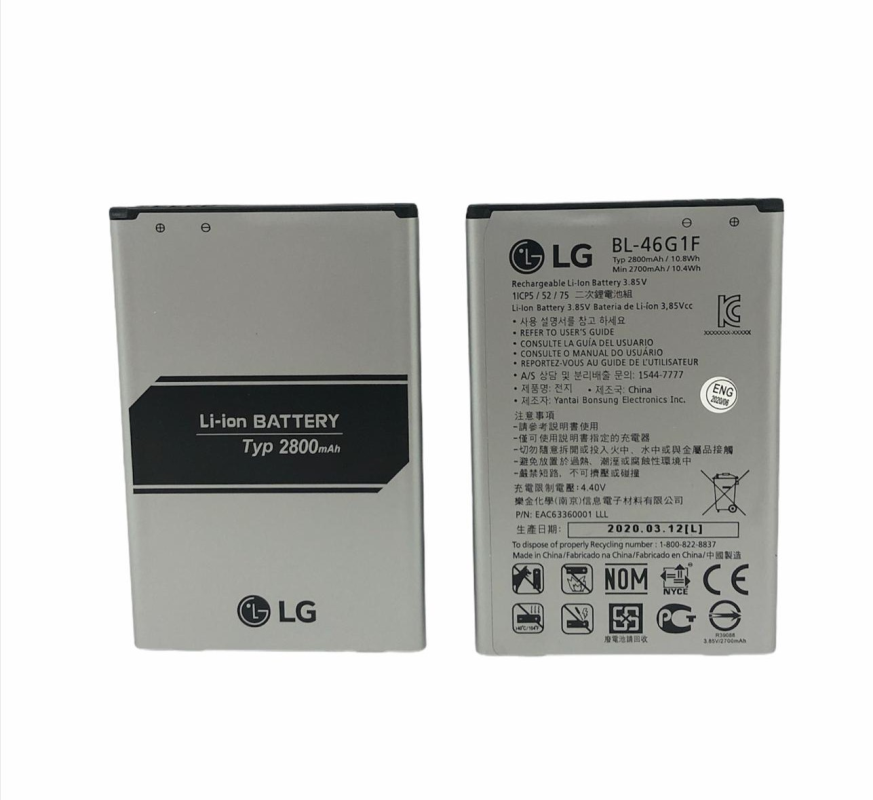 Li-ion BATTERY
Typ 2800mAh
LG
LG
BL-46G1F
Typ 2800mAh / 10.8Wh
Min 2700mAh / 10.4Wh
Rechargeable Li-Ion Battery 3.85V
1ICP5 / 52 / 75 二次鋰電池組
Li-Ion Battery 3.85V Bateria de Li-íon 3,85Vcc
• 사용 설명서를 참고 하세요
• REFER TO USER'S GUIDE
• CONSULTE LA GUÍA DEL USUARIO
• CONSULTE O MANUAL DO USUÁRIO
• REPORTEZ-VOUS AU GUIDE DE L'UTILISATEUR
• A/S 상담 및 분리배출 문의: 1544-7777
• 제품명: 전지 • 제조국: China
• 제조자: Yantai Bonsung Electronics Inc.
KC
XXXXXXXX-XXXXX
ENG
2020/06
注意事項
-請參考說明書使用
-僅可使用說明書指定的充電器
-切勿隨意拆開或投入火中、水中或與金屬品接觸
-避免放置於過熱、潮溼或腐蝕性環境中
-嚴禁短路、不可擠壓或碰撞
充電限制電壓: 4.40V
樂金化學(南京)信息電子材料有限公司
P/N: EAC63360001 LLL
生產日期: 2020.03.12[L]
To dispose of properly Recycling number : 1-800-822-8837
Made in China/Fabricado na China/Fabricado en China/中國製造
NOM
NYCE
CE
廢電池請回收
R39088
3.85V/2700mAh